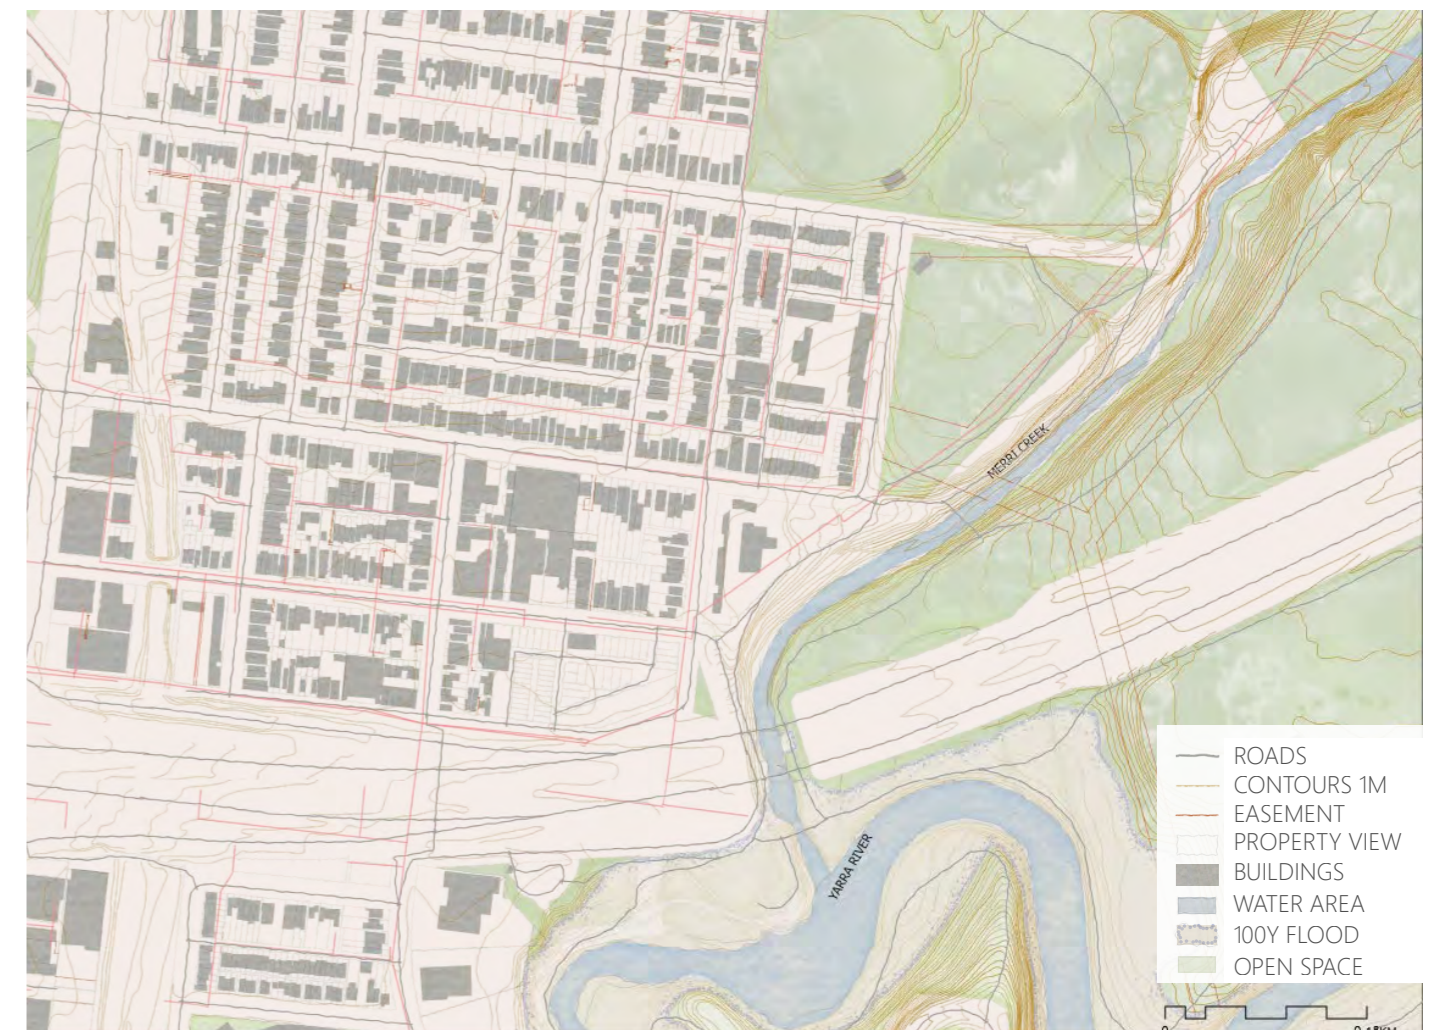 MERRI CREEK
YARRA RIVER
ROADS
CONTOURS 1M
EASEMENT
PROPERTY VIEW
BUILDINGS
WATER AREA
100Y FLOOD
OPEN SPACE